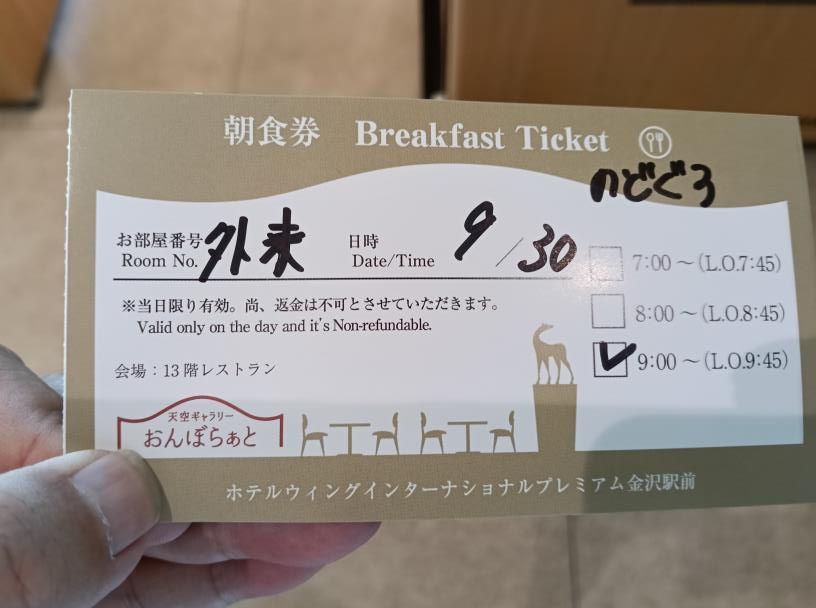 朝食券 Breakfast Ticket
のどぐろ
お部屋番号 外来 日時 9/30
Room No. Date/Time
7:00～(L.O.7:45)
※当日限り有効。尚、返金は不可とさせていただきます。
Valid only on the day and it's Non-refundable.
8:00～(L.O.8:45)
会場：13階レストラン
9:00～(L.O.9:45)
天空ギャラリー
おんぼらぁと
ホテルウィングインターナショナルプレミアム金沢駅前